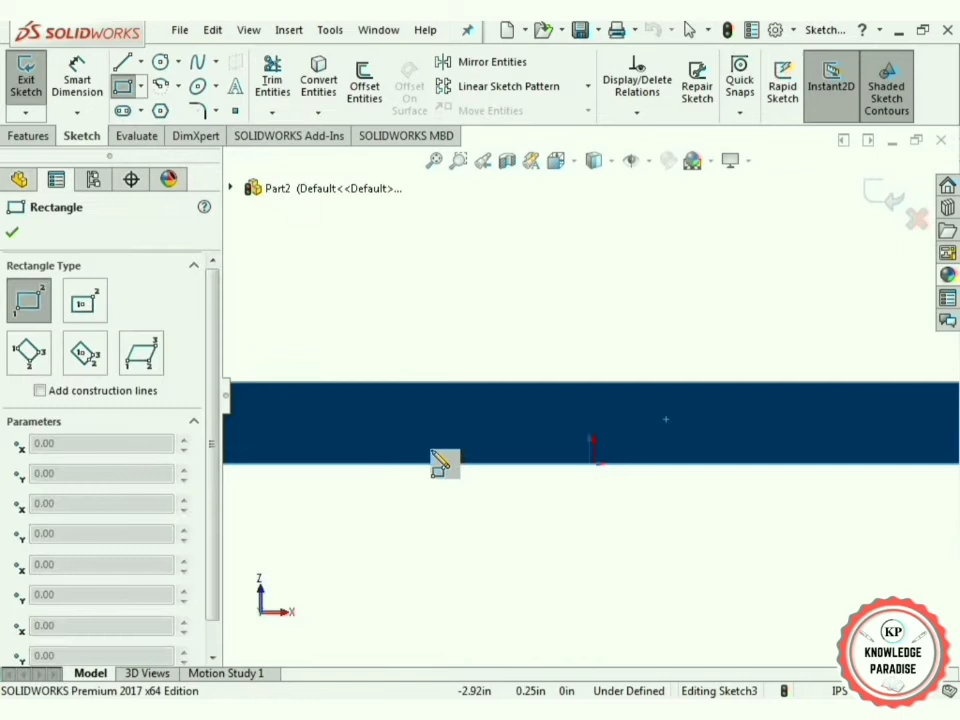 SOLIDWORKS File Edit View Insert Tools Window Help Sketch... ?
Exit Sketch
Smart Dimension
Trim Entities
Convert Entities
Offset Entities
Offset On Surface
Mirror Entities
Linear Sketch Pattern
Move Entities
Display/Delete Relations
Repair Sketch
Quick Snaps
Rapid Sketch
Instant2D
Shaded Sketch Contours
Features Sketch Evaluate DimXpert SOLIDWORKS Add-Ins SOLIDWORKS MBD
Part2 (Default<<Default>...
Rectangle
Rectangle Type
Add construction lines
Parameters
X 0.00
Y 0.00
X 0.00
Y 0.00
X 0.00
Y 0.00
X 0.00
Y 0.00
Z
X
KP
KNOWLEDGE
PARADISE
Model 3D Views Motion Study 1
SOLIDWORKS Premium 2017 x64 Edition -2.92in 0.25in 0in Under Defined Editing Sketch3 IPS